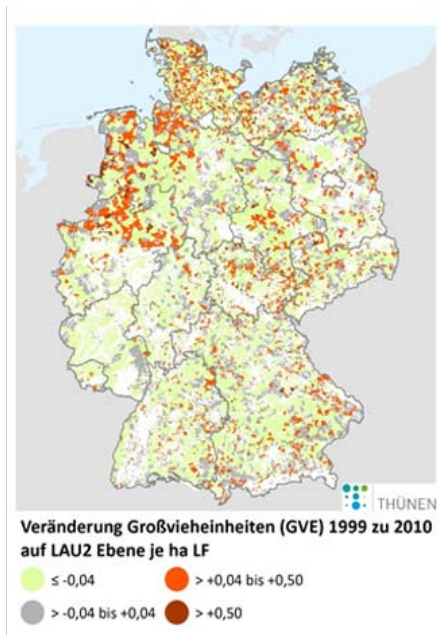 THÜNEN
Veränderung Großvieheinheiten (GVE) 1999 zu 2010
auf LAU2 Ebene je ha LF
≤ -0,04
> +0,04 bis +0,50
> -0,04 bis +0,04
> +0,50